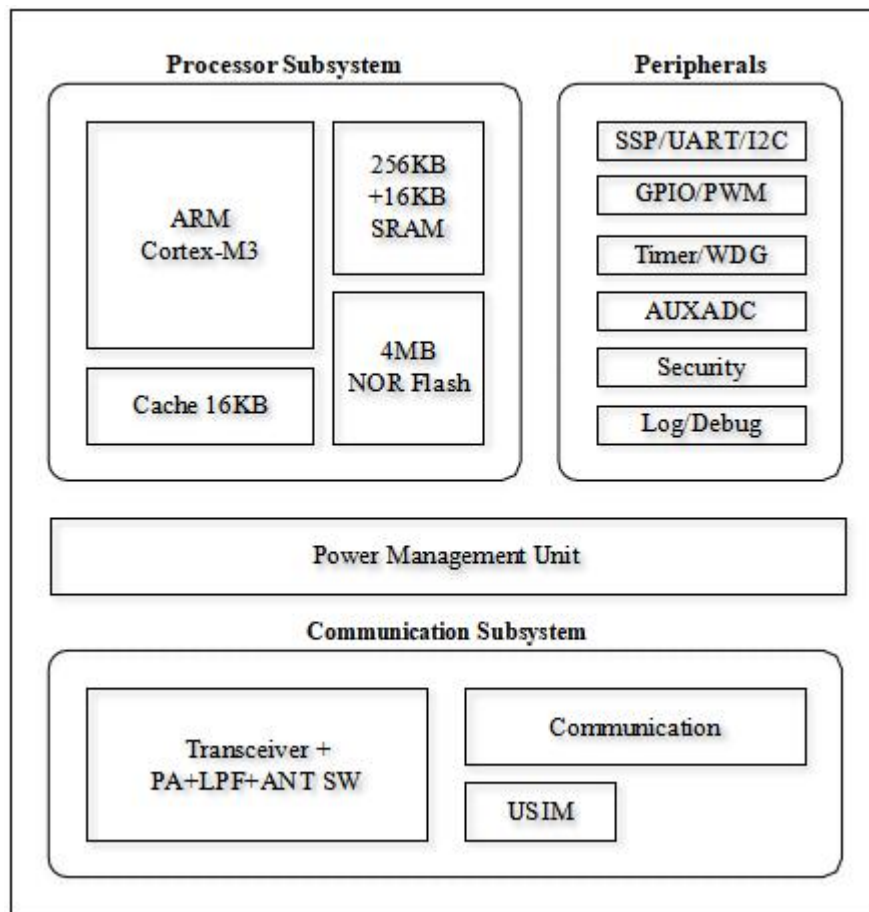 Processor Subsystem
ARM
Cortex-M3
256KB
+16KB
SRAM
4MB
NOR Flash
Cache 16KB
Peripherals
SSP/UART/I2C
GPIO/PWM
Timer/WDG
AUXADC
Security
Log/Debug
Power Management Unit
Communication Subsystem
Transceiver +
PA+LPF+ANT SW
Communication
USIM